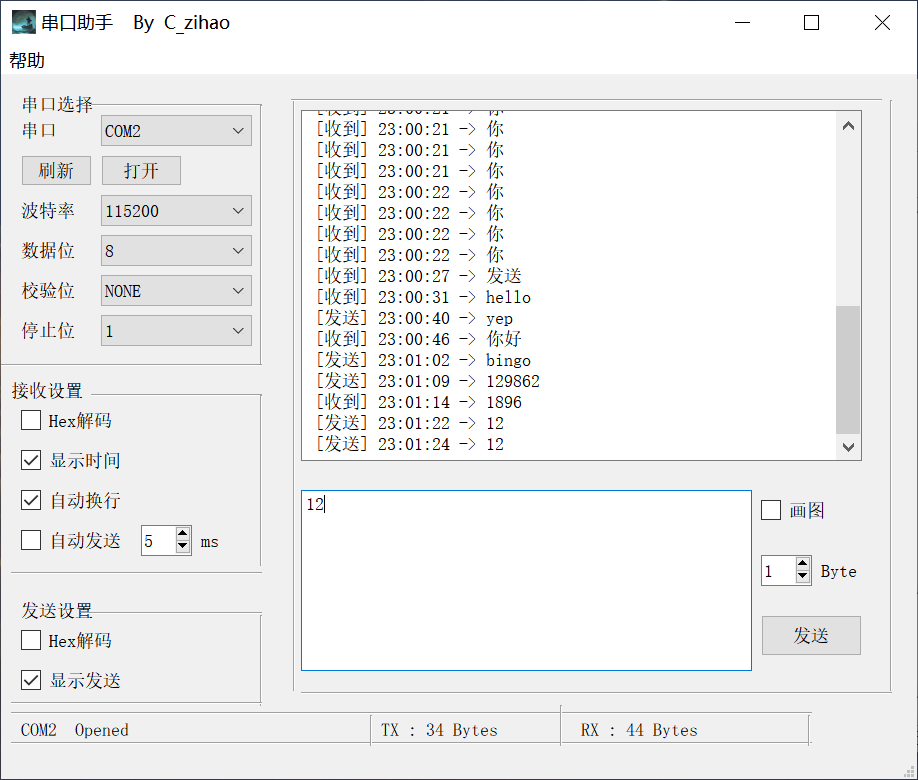 串口助手 By C_zihao
帮助
串口选择
串口 COM2
刷新 打开
波特率 115200
数据位 8
校验位 NONE
停止位 1
接收设置
Hex解码
显示时间
自动换行
自动发送 5 ms
发送设置
Hex解码
显示发送
[收到] 23:00:21 -> 你
[收到] 23:00:21 -> 你
[收到] 23:00:21 -> 你
[收到] 23:00:21 -> 你
[收到] 23:00:22 -> 你
[收到] 23:00:22 -> 你
[收到] 23:00:22 -> 你
[收到] 23:00:22 -> 你
[收到] 23:00:27 -> 发送
[收到] 23:00:31 -> hello
[发送] 23:00:40 -> yep
[收到] 23:00:46 -> 你好
[发送] 23:01:02 -> bingo
[发送] 23:01:09 -> 129862
[收到] 23:01:14 -> 1896
[发送] 23:01:22 -> 12
[发送] 23:01:24 -> 12
12
画图
1 Byte
发送
COM2 Opened
TX : 34 Bytes
RX : 44 Bytes